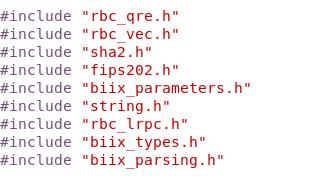 #include "rbc_qre.h"
#include "rbc_vec.h"
#include "sha2.h"
#include "fips202.h"
#include "biix_parameters.h"
#include "string.h"
#include "rbc_lrpc.h"
#include "biix_types.h"
#include "biix_parsing.h"